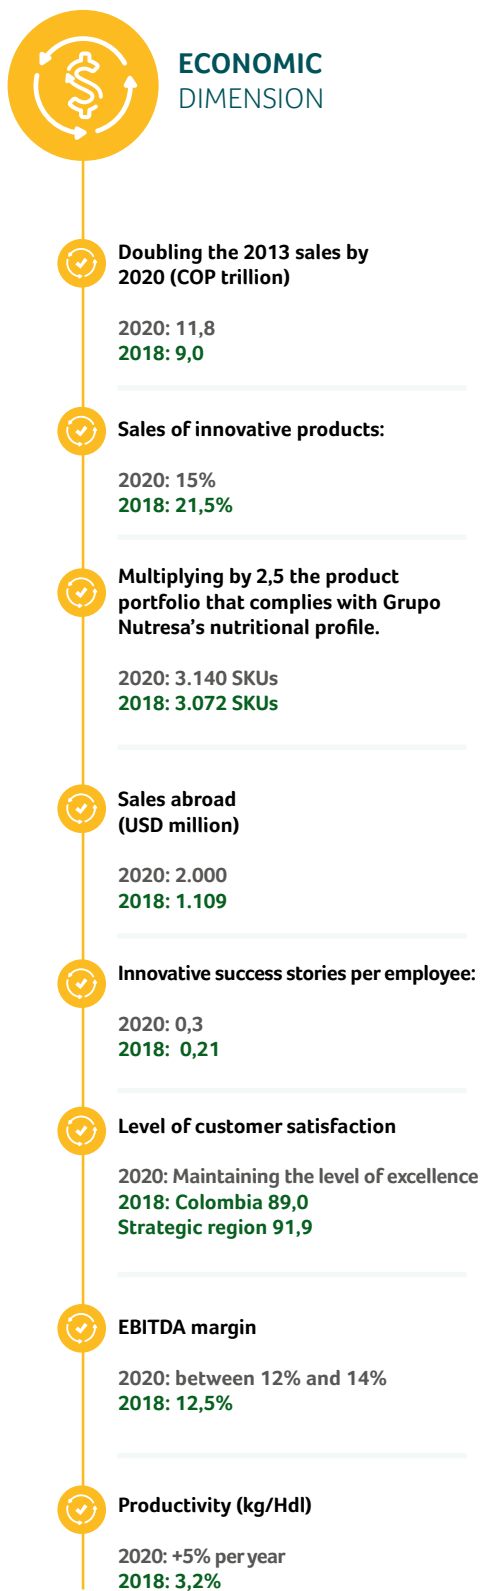 ECONOMIC
DIMENSION
Doubling the 2013 sales by
2020 (COP trillion)
2020: 11,8
2018: 9,0
Sales of innovative products:
2020: 15%
2018: 21,5%
Multiplying by 2,5 the product
portfolio that complies with Grupo
Nutresa’s nutritional profile.
2020: 3.140 SKUs
2018: 3.072 SKUs
Sales abroad
(USD million)
2020: 2.000
2018: 1.109
Innovative success stories per employee:
2020: 0,3
2018: 0,21
Level of customer satisfaction
2020: Maintaining the level of excellence
2018: Colombia 89,0
Strategic region 91,9
EBITDA margin
2020: between 12% and 14%
2018: 12,5%
Productivity (kg/Hdl)
2020: +5% per year
2018: 3,2%